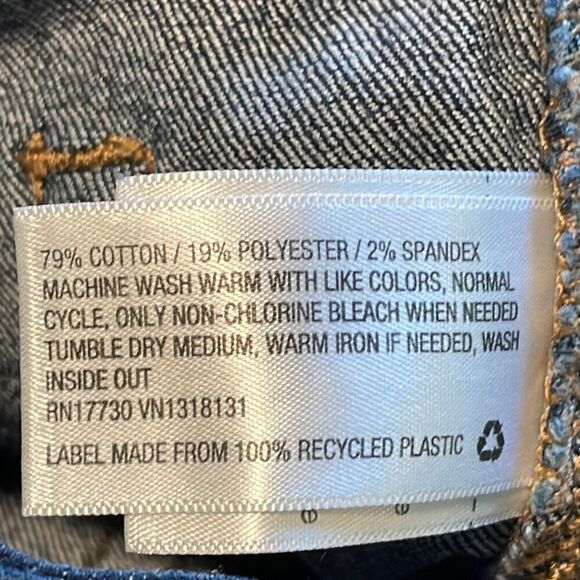 79% COTTON / 19% POLYESTER / 2% SPANDEX
MACHINE WASH WARM WITH LIKE COLORS, NORMAL
CYCLE, ONLY NON-CHLORINE BLEACH WHEN NEEDED
TUMBLE DRY MEDIUM, WARM IRON IF NEEDED, WASH
INSIDE OUT
RN17730 VN1318131
LABEL MADE FROM 100% RECYCLED PLASTIC